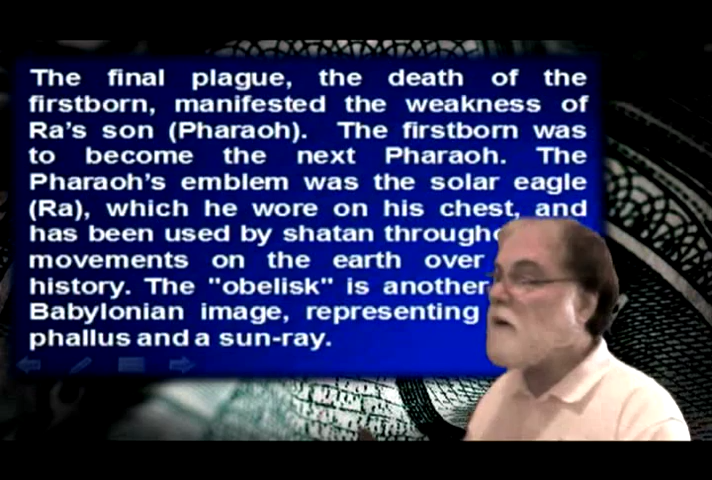 The final plague, the death of the
firstborn, manifested the weakness of
Ra's son (Pharaoh). The firstborn was
to become the next Pharaoh. The
Pharaoh's emblem was the solar eagle
(Ra), which he wore on his chest, and
has been used by shatan
movements on the earth over
history. The "obelisk" is another
Babylonian image, representing
phallus and a sun-ray.